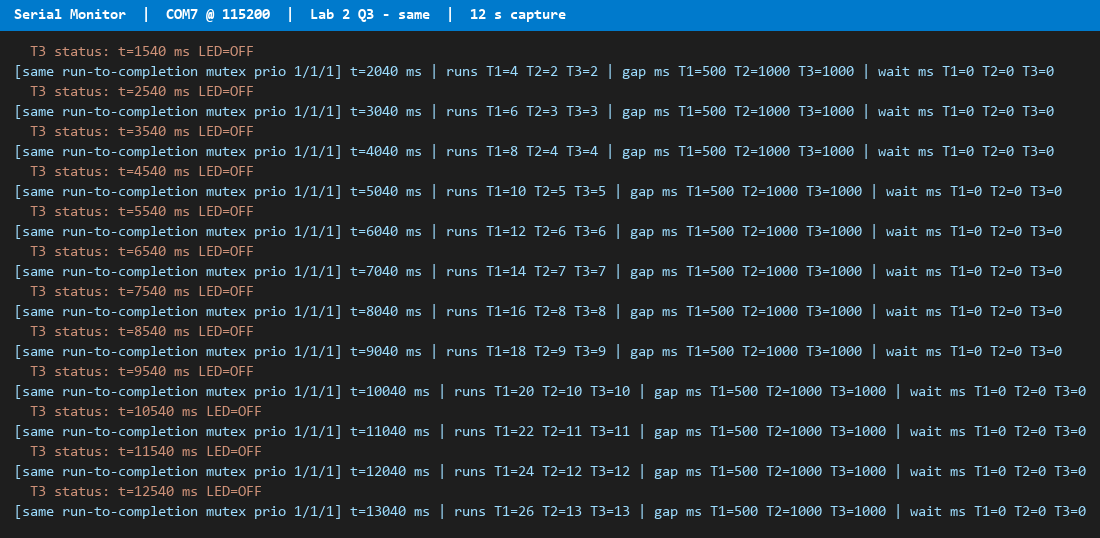 Serial Monitor | COM7 @ 115200 | Lab 2 Q3 - same | 12 s capture
T3 status: t=1540 ms LED=OFF
[same run-to-completion mutex prio 1/1/1] t=2040 ms | runs T1=4 T2=2 T3=2 | gap ms T1=500 T2=1000 T3=1000 | wait ms T1=0 T2=0 T3=0
T3 status: t=2540 ms LED=OFF
[same run-to-completion mutex prio 1/1/1] t=3040 ms | runs T1=6 T2=3 T3=3 | gap ms T1=500 T2=1000 T3=1000 | wait ms T1=0 T2=0 T3=0
T3 status: t=3540 ms LED=OFF
[same run-to-completion mutex prio 1/1/1] t=4040 ms | runs T1=8 T2=4 T3=4 | gap ms T1=500 T2=1000 T3=1000 | wait ms T1=0 T2=0 T3=0
T3 status: t=4540 ms LED=OFF
[same run-to-completion mutex prio 1/1/1] t=5040 ms | runs T1=10 T2=5 T3=5 | gap ms T1=500 T2=1000 T3=1000 | wait ms T1=0 T2=0 T3=0
T3 status: t=5540 ms LED=OFF
[same run-to-completion mutex prio 1/1/1] t=6040 ms | runs T1=12 T2=6 T3=6 | gap ms T1=500 T2=1000 T3=1000 | wait ms T1=0 T2=0 T3=0
T3 status: t=6540 ms LED=OFF
[same run-to-completion mutex prio 1/1/1] t=7040 ms | runs T1=14 T2=7 T3=7 | gap ms T1=500 T2=1000 T3=1000 | wait ms T1=0 T2=0 T3=0
T3 status: t=7540 ms LED=OFF
[same run-to-completion mutex prio 1/1/1] t=8040 ms | runs T1=16 T2=8 T3=8 | gap ms T1=500 T2=1000 T3=1000 | wait ms T1=0 T2=0 T3=0
T3 status: t=8540 ms LED=OFF
[same run-to-completion mutex prio 1/1/1] t=9040 ms | runs T1=18 T2=9 T3=9 | gap ms T1=500 T2=1000 T3=1000 | wait ms T1=0 T2=0 T3=0
T3 status: t=9540 ms LED=OFF
[same run-to-completion mutex prio 1/1/1] t=10040 ms | runs T1=20 T2=10 T3=10 | gap ms T1=500 T2=1000 T3=1000 | wait ms T1=0 T2=0 T3=0
T3 status: t=10540 ms LED=OFF
[same run-to-completion mutex prio 1/1/1] t=11040 ms | runs T1=22 T2=11 T3=11 | gap ms T1=500 T2=1000 T3=1000 | wait ms T1=0 T2=0 T3=0
T3 status: t=11540 ms LED=OFF
[same run-to-completion mutex prio 1/1/1] t=12040 ms | runs T1=24 T2=12 T3=12 | gap ms T1=500 T2=1000 T3=1000 | wait ms T1=0 T2=0 T3=0
T3 status: t=12540 ms LED=OFF
[same run-to-completion mutex prio 1/1/1] t=13040 ms | runs T1=26 T2=13 T3=13 | gap ms T1=500 T2=1000 T3=1000 | wait ms T1=0 T2=0 T3=0